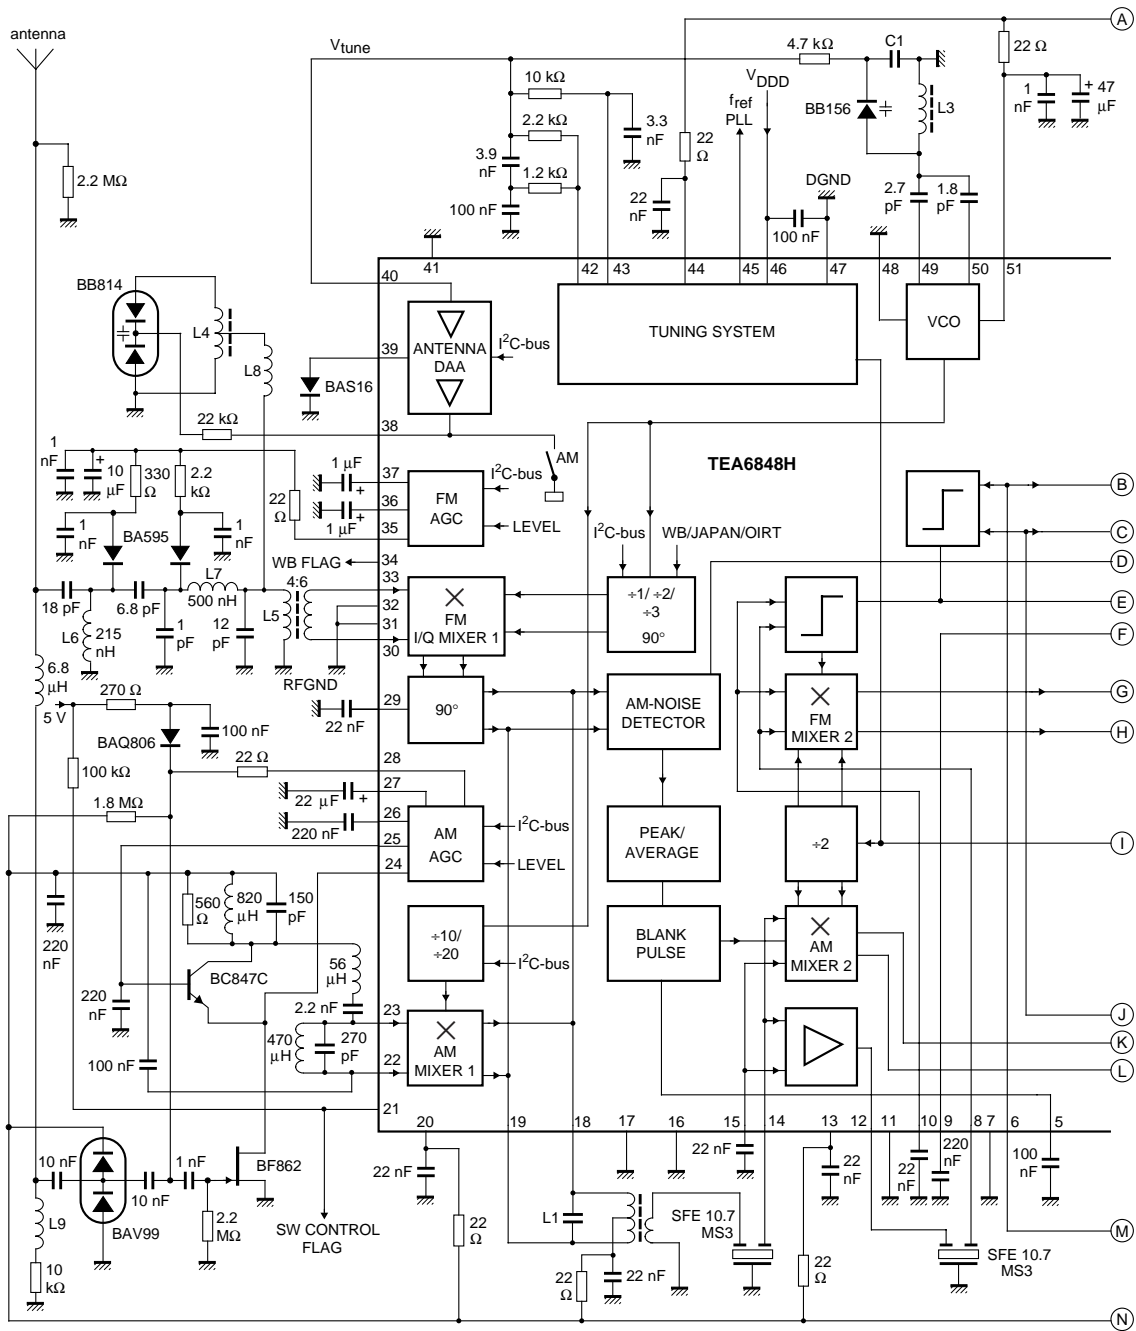 A
antenna
Vtune
4.7 kΩ
C1
22 Ω
10 kΩ
VDDD
1 nF
47 μF
fref PLL
BB156
L3
2.2 kΩ
3.3 nF
22 Ω
3.9 nF
1.2 kΩ
2.2 MΩ
DGND
2.7 pF
1.8 pF
100 nF
22 nF
100 nF
41
42
43
44
45
46
47
48
49
50
51
BB814
40
L4
ANTENNA DAA
I2C-bus
TUNING SYSTEM
VCO
39
L8
BAS16
22 kΩ
38
AM
1 nF
10 μF
330 Ω
2.2 kΩ
22 Ω
1 μF
37
I2C-bus
TEA6848H
B
36
FM AGC
1 μF
35
LEVEL
C
1 nF
BA595
1 nF
I2C-bus
WB/JAPAN/OIRT
WB FLAG
34
D
L7
500 nH
4:6
33
FM I/Q MIXER 1
÷1/ ÷2/ ÷3
90°
E
18 pF
6.8 pF
L5
32
31
30
F
L6
215 nH
1 pF
12 pF
6.8 μH
270 Ω
RFGND
G
5 V
29
90°
22 nF
AM-NOISE DETECTOR
FM MIXER 2
H
BAQ806
100 nF
100 kΩ
22 Ω
28
27
22 μF
1.8 MΩ
26
220 nF
AM AGC
I2C-bus
PEAK/ AVERAGE
÷2
I
25
24
LEVEL
560 Ω
820 μH
150 pF
220 nF
÷10/ ÷20
I2C-bus
BLANK PULSE
AM MIXER 2
56 μH
BC847C
220 nF
2.2 nF
23
J
470 μH
270 pF
AM MIXER 1
K
100 nF
22
L
21
20
19
18
17
16
15
14
13
12
11
10
9
8
7
6
5
10 nF
10 nF
1 nF
BF862
22 nF
22 nF
22 nF
22 nF
220 nF
100 nF
L9
BAV99
2.2 MΩ
SW CONTROL FLAG
22 Ω
L1
SFE 10.7 MS3
M
10 kΩ
22 Ω
22 nF
22 Ω
SFE 10.7 MS3
N